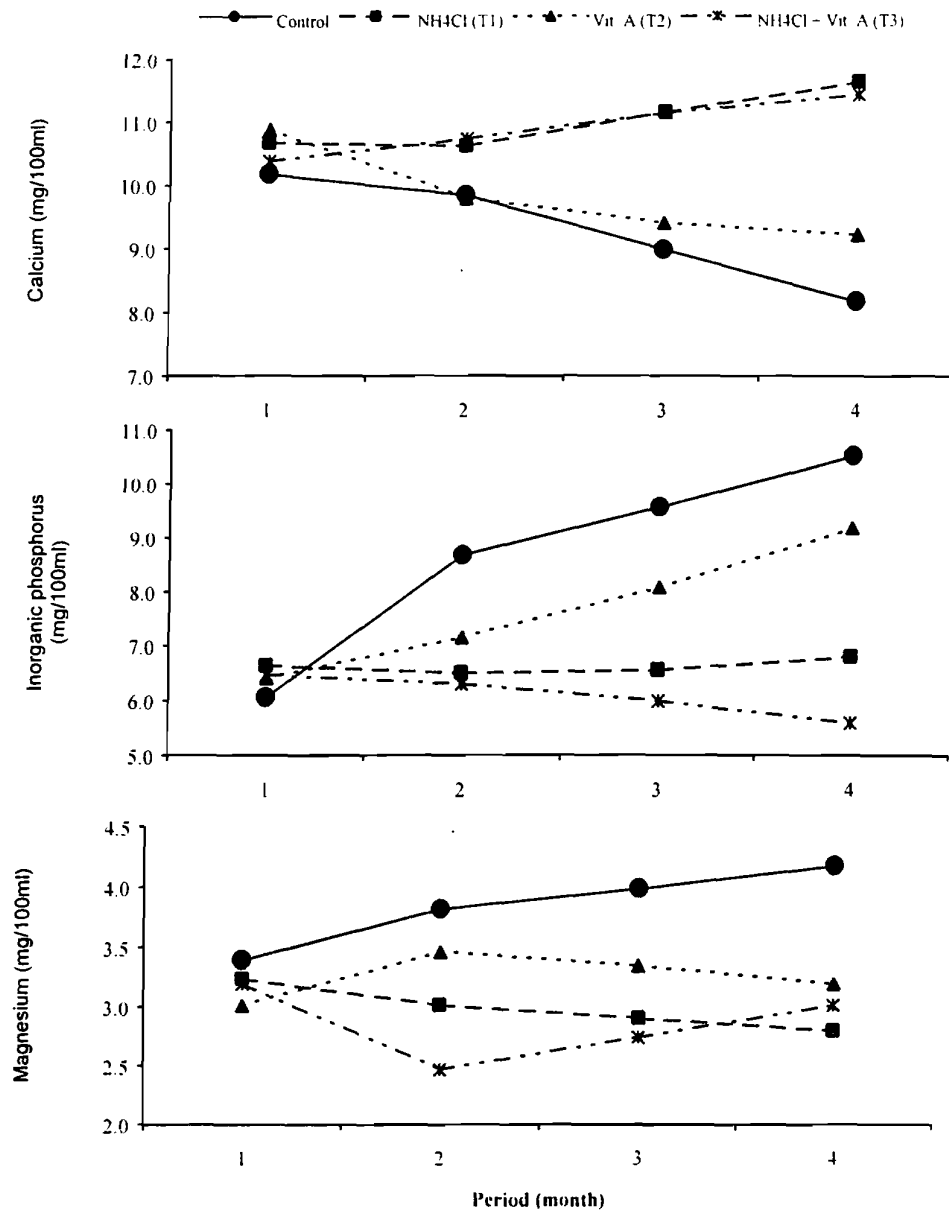 Control NH4Cl (T1) Vit A (T2) NH4Cl – Vit A (T3)
12.0
11.0
10.0
9.0
8.0
7.0
Calcium (mg/100ml)
1 2 3 4
11.0
10.0
9.0
8.0
7.0
6.0
5.0
Inorganic phosphorus
(mg/100ml)
1 2 3 4
4.5
4.0
3.5
3.0
2.5
2.0
Magnesium (mg/100ml)
1 2 3 4
Period (month)